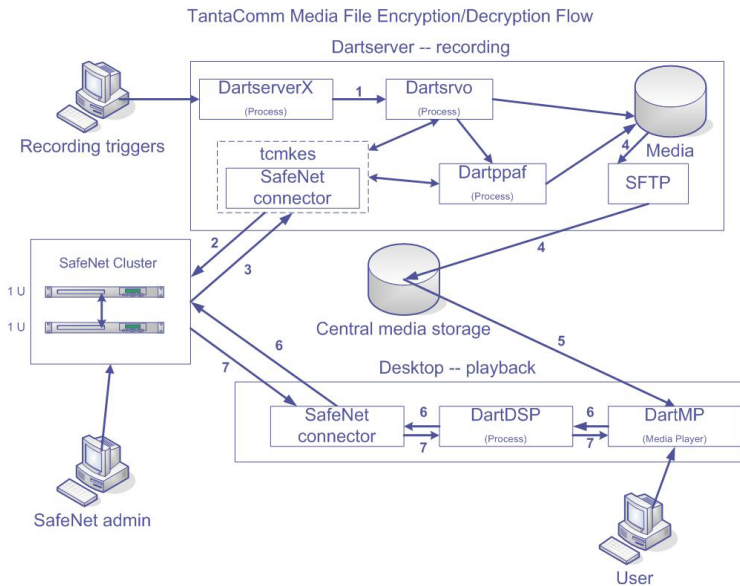 TantaComm Media File Encryption/Decryption Flow
Dartserver -- recording
DartserverX
(Process)
1
Dartsrvo
(Process)
Recording triggers
tcmkes
SafeNet
connector
Dartppaf
(Process)
Media
4
SFTP
2
3
4
SafeNet Cluster
1 U
1 U
Central media storage
5
6
7
Desktop -- playback
SafeNet
connector
6
7
DartDSP
(Process)
6
7
DartMP
(Media Player)
SafeNet admin
User